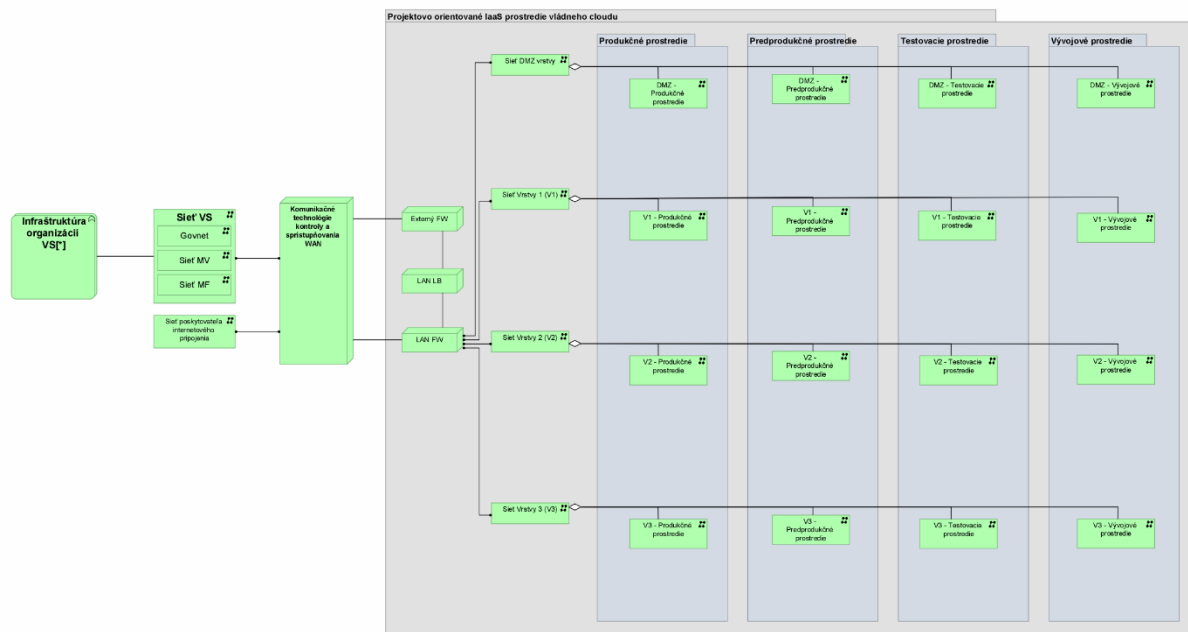 Projektovo orientované IaaS prostredie vládneho cloudu
Produkčné prostredie
Predprodukčné prostredie
Testovacie prostredie
Vývojové prostredie
Sieť DMZ vrstvy
DMZ -
Produkčné
prostredie
DMZ -
Predprodukčné
prostredie
DMZ - Testovacie
prostredie
DMZ - Vývojové
prostredie
Infraštruktúra
organizácií
VS[*]
Sieť VS
Govnet
Sieť MV
Sieť MF
Sieť poskytovateľa
internetového
pripojenia
Komunikačné
technológie
kontroly a
sprístupňovania
WAN
Externý FW
LAN LB
LAN FW
Sieť Vrstvy 1 (V1)
V1 - Produkčné
prostredie
V1 -
Predprodukčné
prostredie
V1 - Testovacie
prostredie
V1 - Vývojové
prostredie
Sieť Vrstvy 2 (V2)
V2 - Produkčné
prostredie
V2 -
Predprodukčné
prostredie
V2 - Testovacie
prostredie
V2 - Vývojové
prostredie
Sieť Vrstvy 3 (V3)
V3 - Produkčné
prostredie
V3 -
Predprodukčné
prostredie
V3 - Testovacie
prostredie
V3 - Vývojové
prostredie